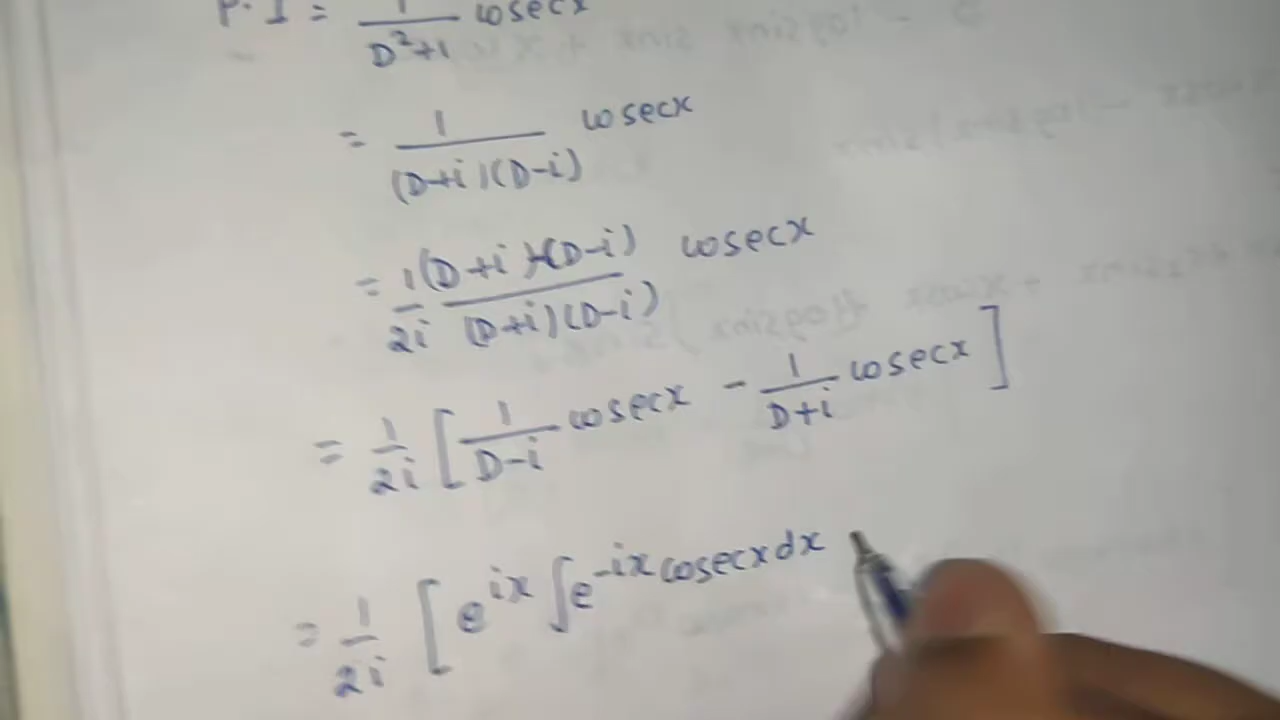 P. I = 1/(D²+1) cosecx
= 1/((D+i)(D-i)) cosecx
= 1/2i ((D+i)-(D-i))/((D+i)(D-i)) cosecx
= 1/2i [1/(D-i) cosecx - 1/(D+i) cosecx]
= 1/2i [e^ix ∫e^-ix cosecx dx